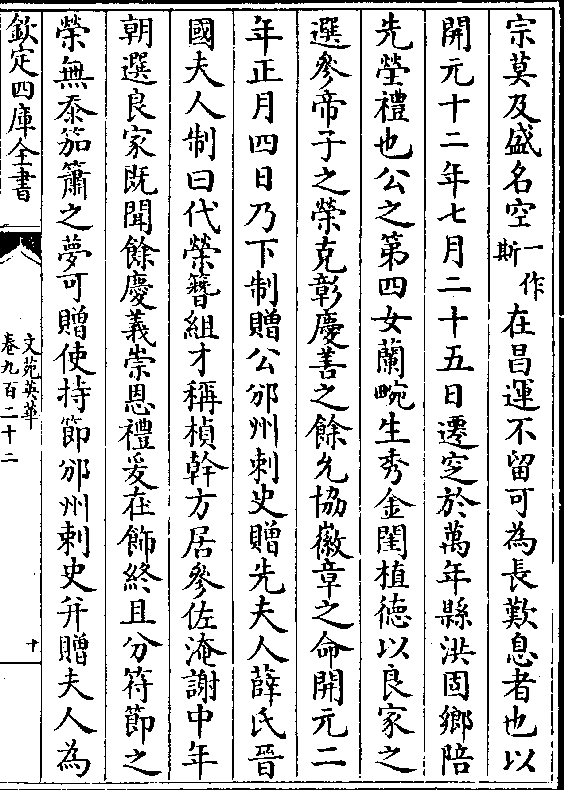 宗莫及盛名空一作斯在昌運不留可為長歎息者也以
開元十二年七月二十五日遷窆於萬年縣洪固鄉陪
先塋禮也公之第四女蘭畹生秀金閨植德以良家之
選參帝子之榮克彰慶善之餘允協徽章之命開元二
年正月四日乃下制贈公邠州刺史贈先夫人薛氏晉
國夫人制曰代榮簪組才稱楨幹方居參佐淹謝中年
朝選良家既聞餘慶義崇恩禮爰在飾終且分符節之
榮無忝笳簫之夢可贈使持節邠州刺史并贈夫人為
欽定四庫全書
文苑英華
卷九百二十二
十